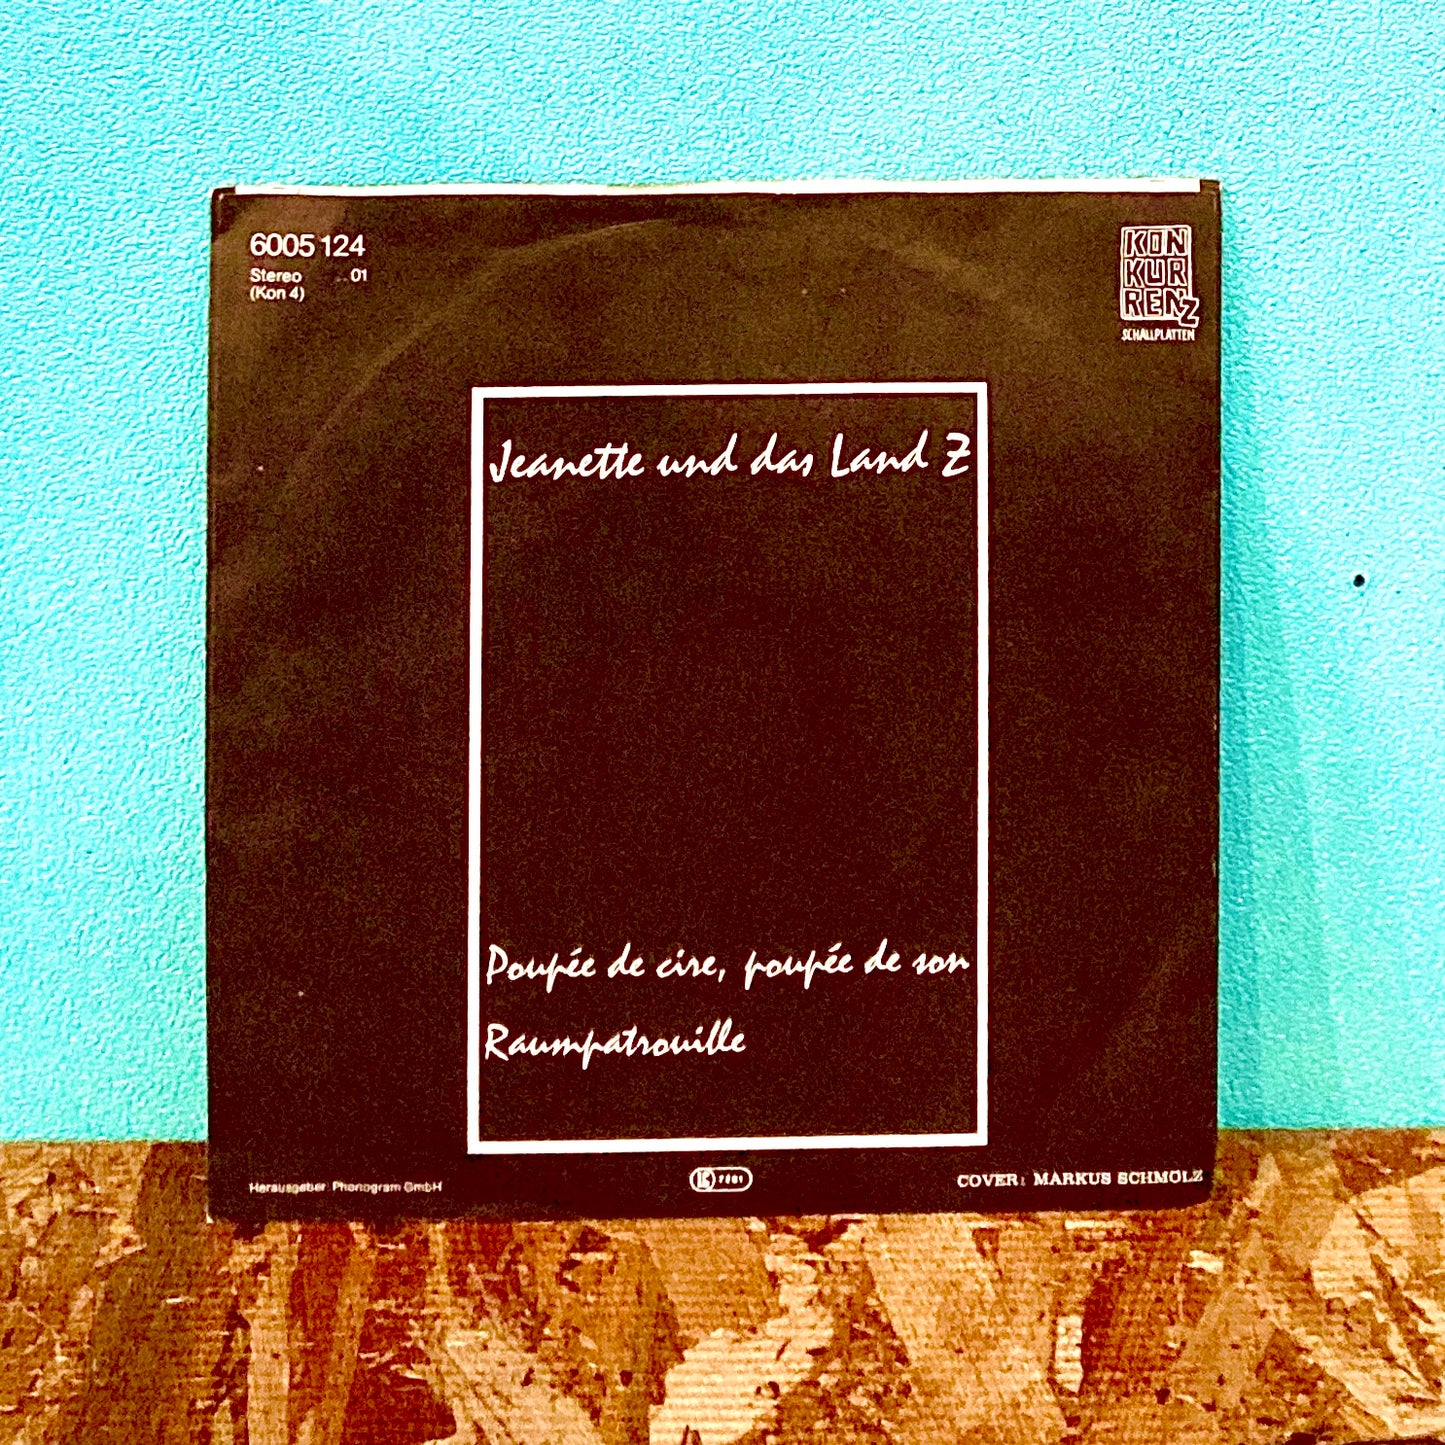 6005 124
Stereo 01
(Kon 4)
KON
KUR
RENZ
SCHALLPLATTEN
Jeanette und das Land Z
Poupée de cire, poupée de son
Raumpatrouille
Herausgeber: Phonogram GmbH
LC
COVER: MARKUS SCHMOLZ